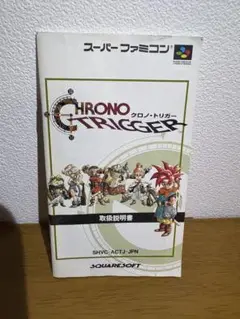 スーパーファミコン
CHRONO
クロノ・トリガー
TRIGGER
取扱説明書
SHVC-ACTJ-JPN
SQUARESOFT